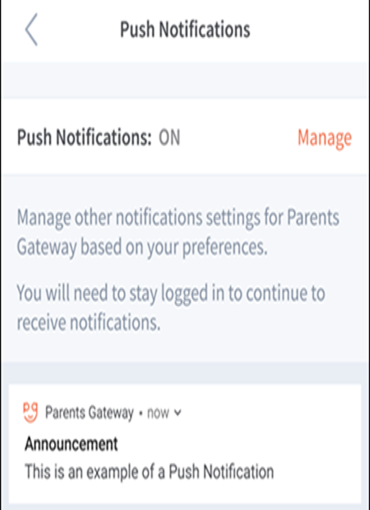 Push Notifications
Push Notifications: ON Manage
Manage other notifications settings for Parents
Gateway based on your preferences.
You will need to stay logged in to continue to
receive notifications.
pg Parents Gateway • now
Announcement
This is an example of a Push Notification